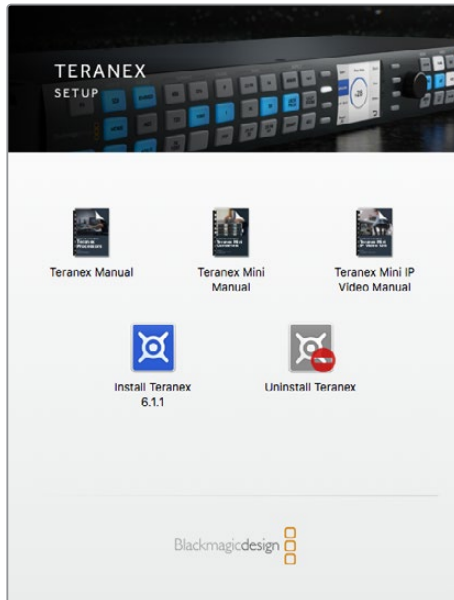 TERANEX
SETUP
Teranex Manual
Teranex Mini
Manual
Teranex Mini IP
Video Manual
Install Teranex
6.1.1
Uninstall Teranex
Blackmagicdesign